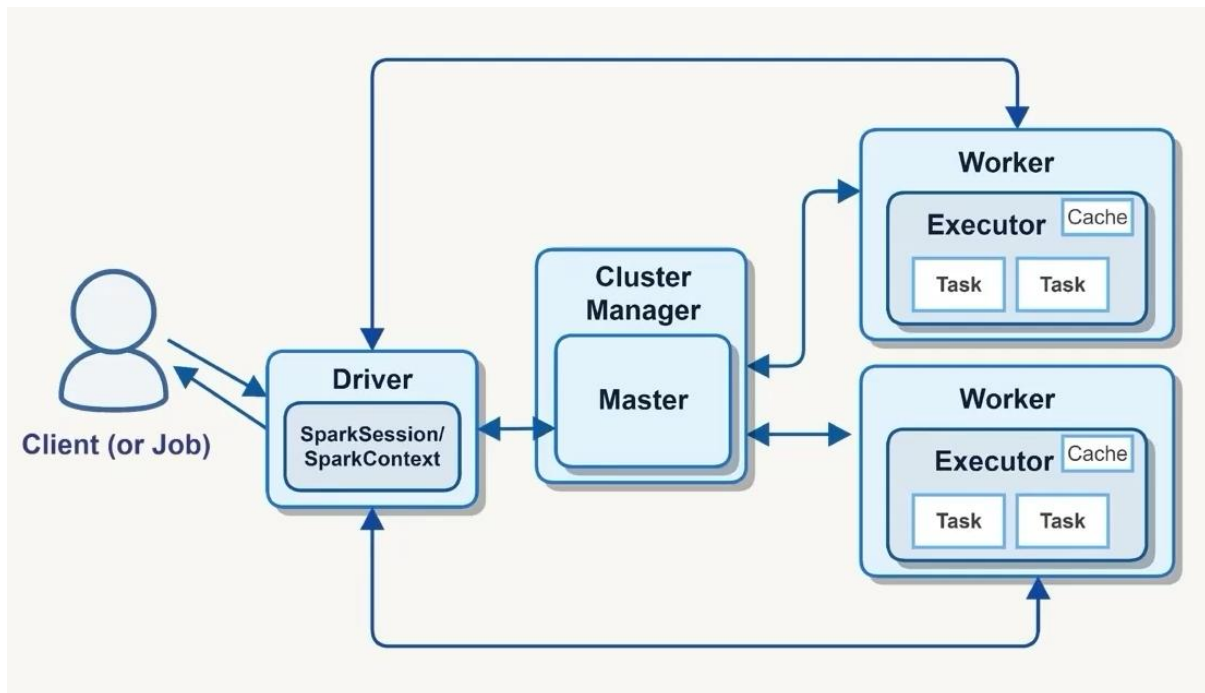 Client (or Job)
Driver
SparkSession/
SparkContext
Cluster
Manager
Master
Worker
Executor
Cache
Task
Task
Worker
Executor
Cache
Task
Task